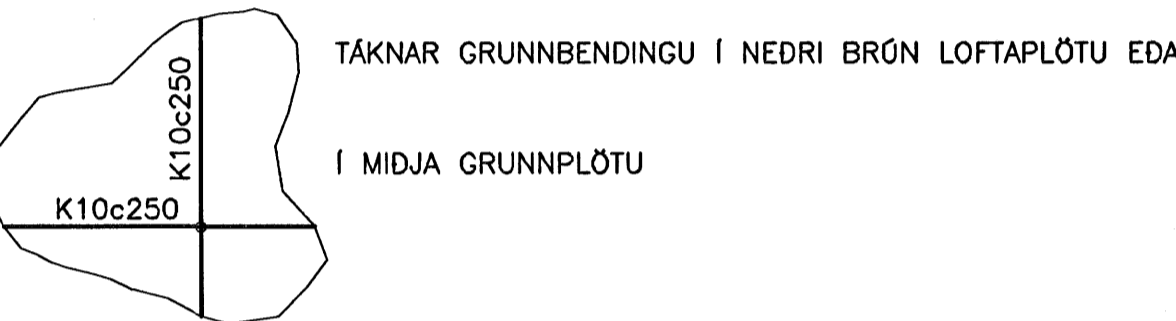 TÁKNAR GRUNNBENDINGU Í NEÐRI BRÚN LOFTAPLÖTU EÐA
K10c250
Í MIÐJA GRUNNPLÖTU
K10c250